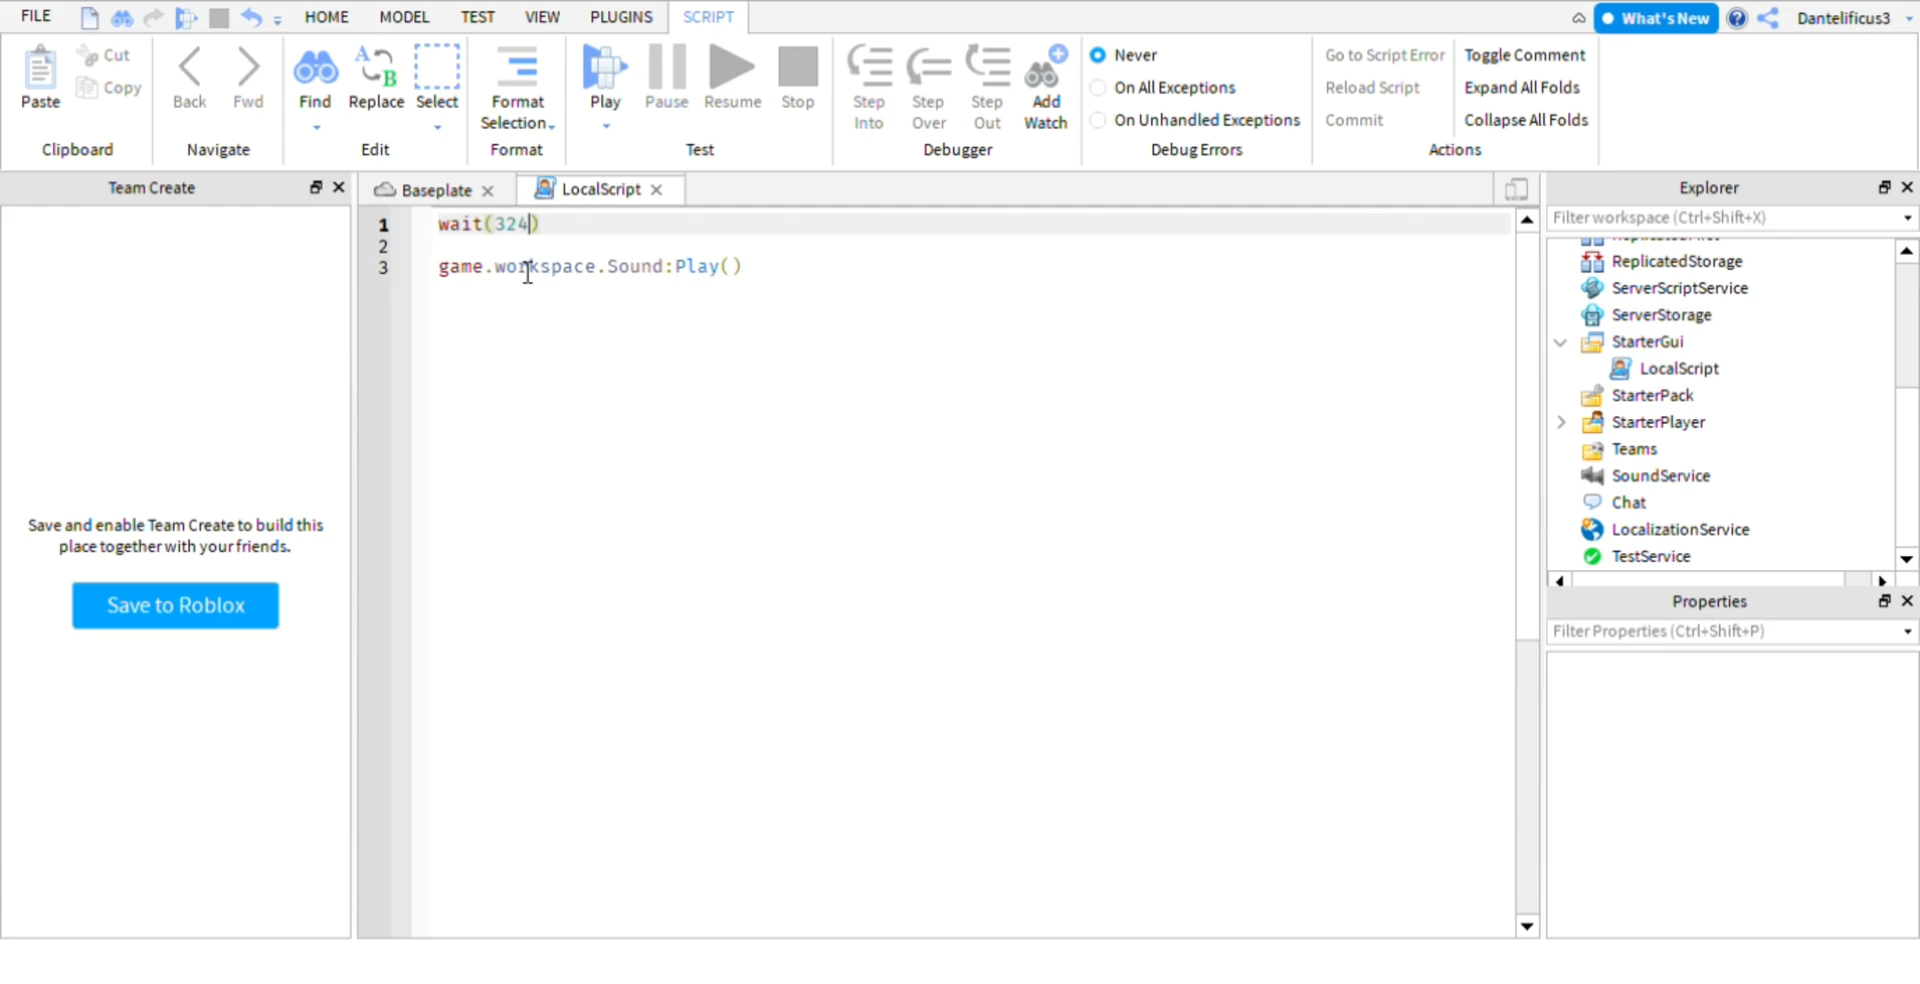 FILE HOME MODEL TEST VIEW PLUGINS SCRIPT What's New Dantelificus3
Paste Cut Copy Back Fwd Find Replace Select Format Selection Play Pause Resume Stop Step Into Step Over Step Out Add Watch
Never
On All Exceptions
On Unhandled Exceptions
Go to Script Error
Reload Script
Commit
Toggle Comment
Expand All Folds
Collapse All Folds
Clipboard Navigate Edit Format Test Debugger Debug Errors Actions
Team Create
Save and enable Team Create to build this
place together with your friends.
Save to Roblox
Baseplate LocalScript
1 wait(324)
2
3 game.workspace.Sound:Play()
Explorer
Filter workspace (Ctrl+Shift+X)
ReplicatedStorage
ServerScriptService
ServerStorage
StarterGui
LocalScript
StarterPack
StarterPlayer
Teams
SoundService
Chat
LocalizationService
TestService
Properties
Filter Properties (Ctrl+Shift+P)